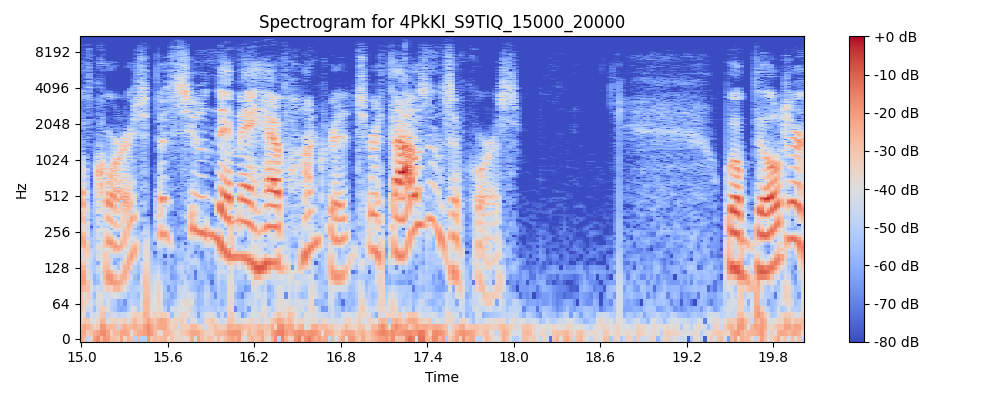 Spectrogram for 4PkKI_S9TIQ_15000_20000
8192
4096
2048
1024
512
256
128
64
0
Hz
15.0 15.6 16.2 16.8 17.4 18.0 18.6 19.2 19.8
Time
+0 dB
-10 dB
-20 dB
-30 dB
-40 dB
-50 dB
-60 dB
-70 dB
-80 dB